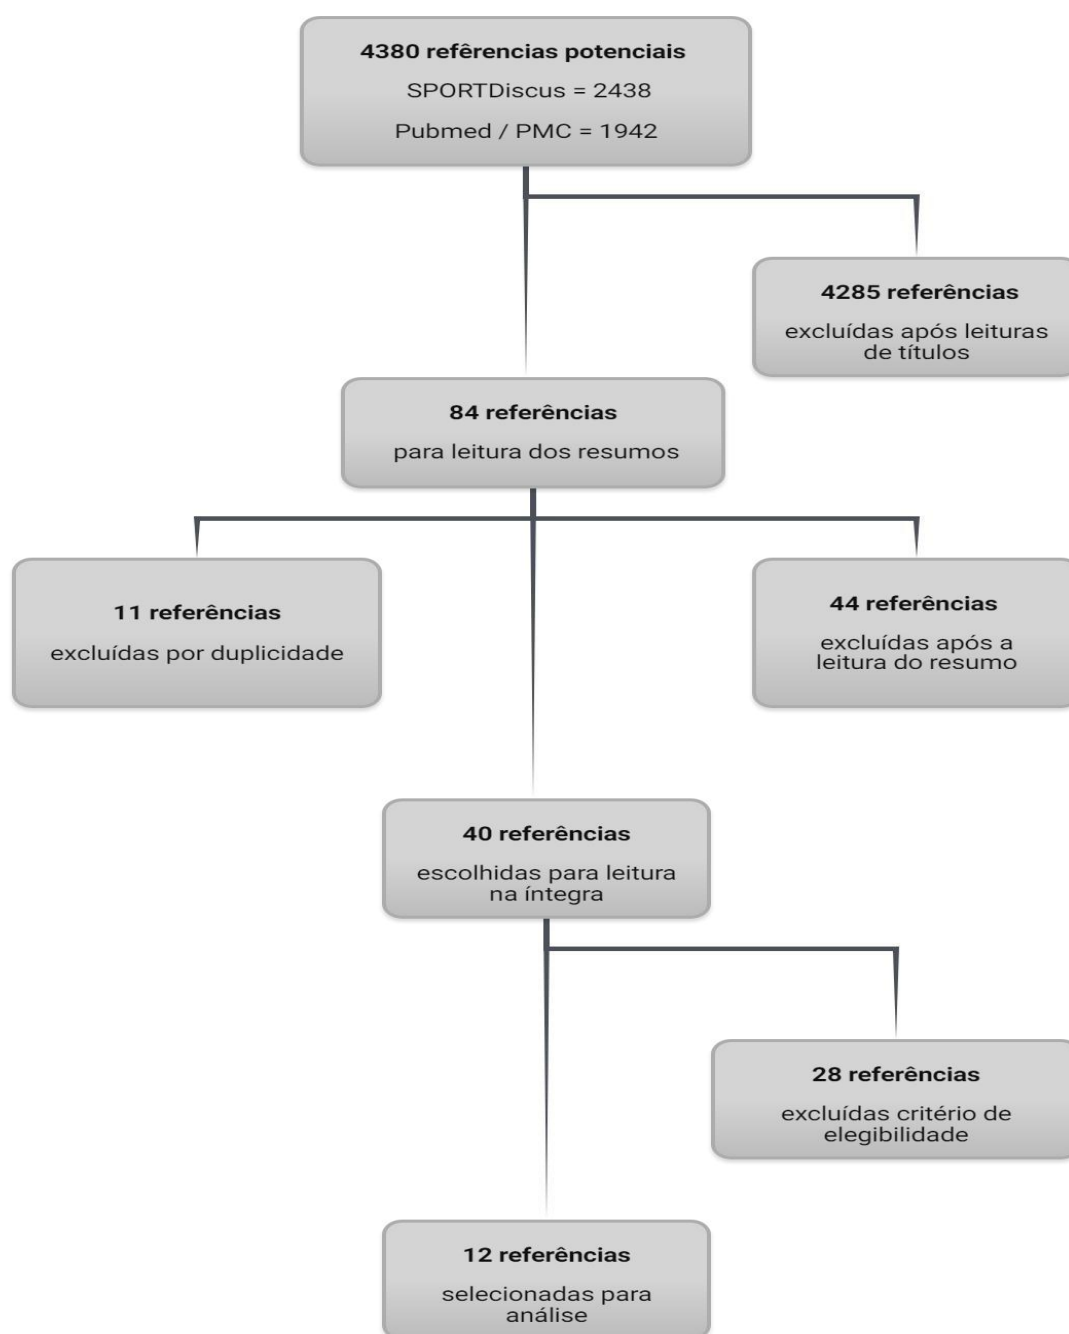 4380 refêrencias potenciais
SPORTDiscus = 2438
Pubmed / PMC = 1942
4285 referências
excluídas após leituras
de títulos
84 referências
para leitura dos resumos
11 referências
excluídas por duplicidade
44 referências
excluídas após a
leitura do resumo
40 referências
escolhidas para leitura
na íntegra
28 referências
excluídas critério de
elegibilidade
12 referências
selecionadas para
análise